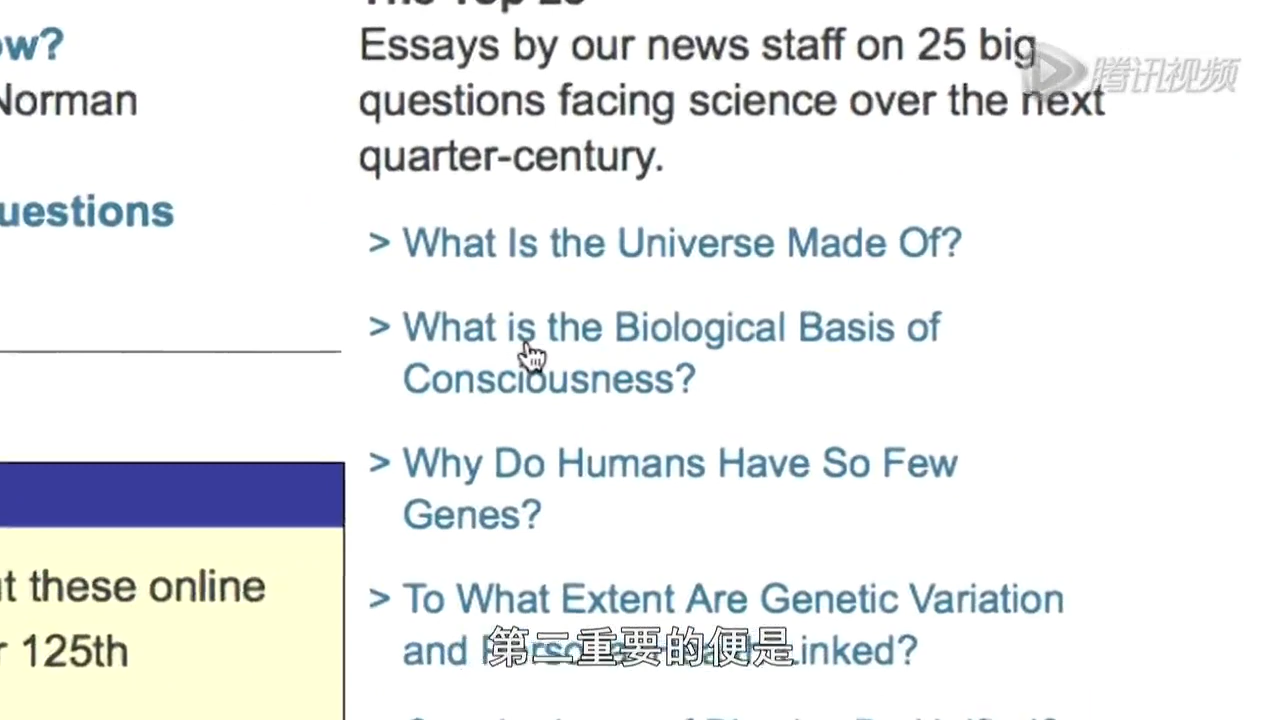 ow?
Norman
uestions
t these online
r 125th
Essays by our news staff on 25 big
questions facing science over the next
quarter-century.
> What Is the Universe Made Of?
> What is the Biological Basis of
Consciousness?
> Why Do Humans Have So Few
Genes?
> To What Extent Are Genetic Variation
and Linked?
第二重要的便是
腾讯视频